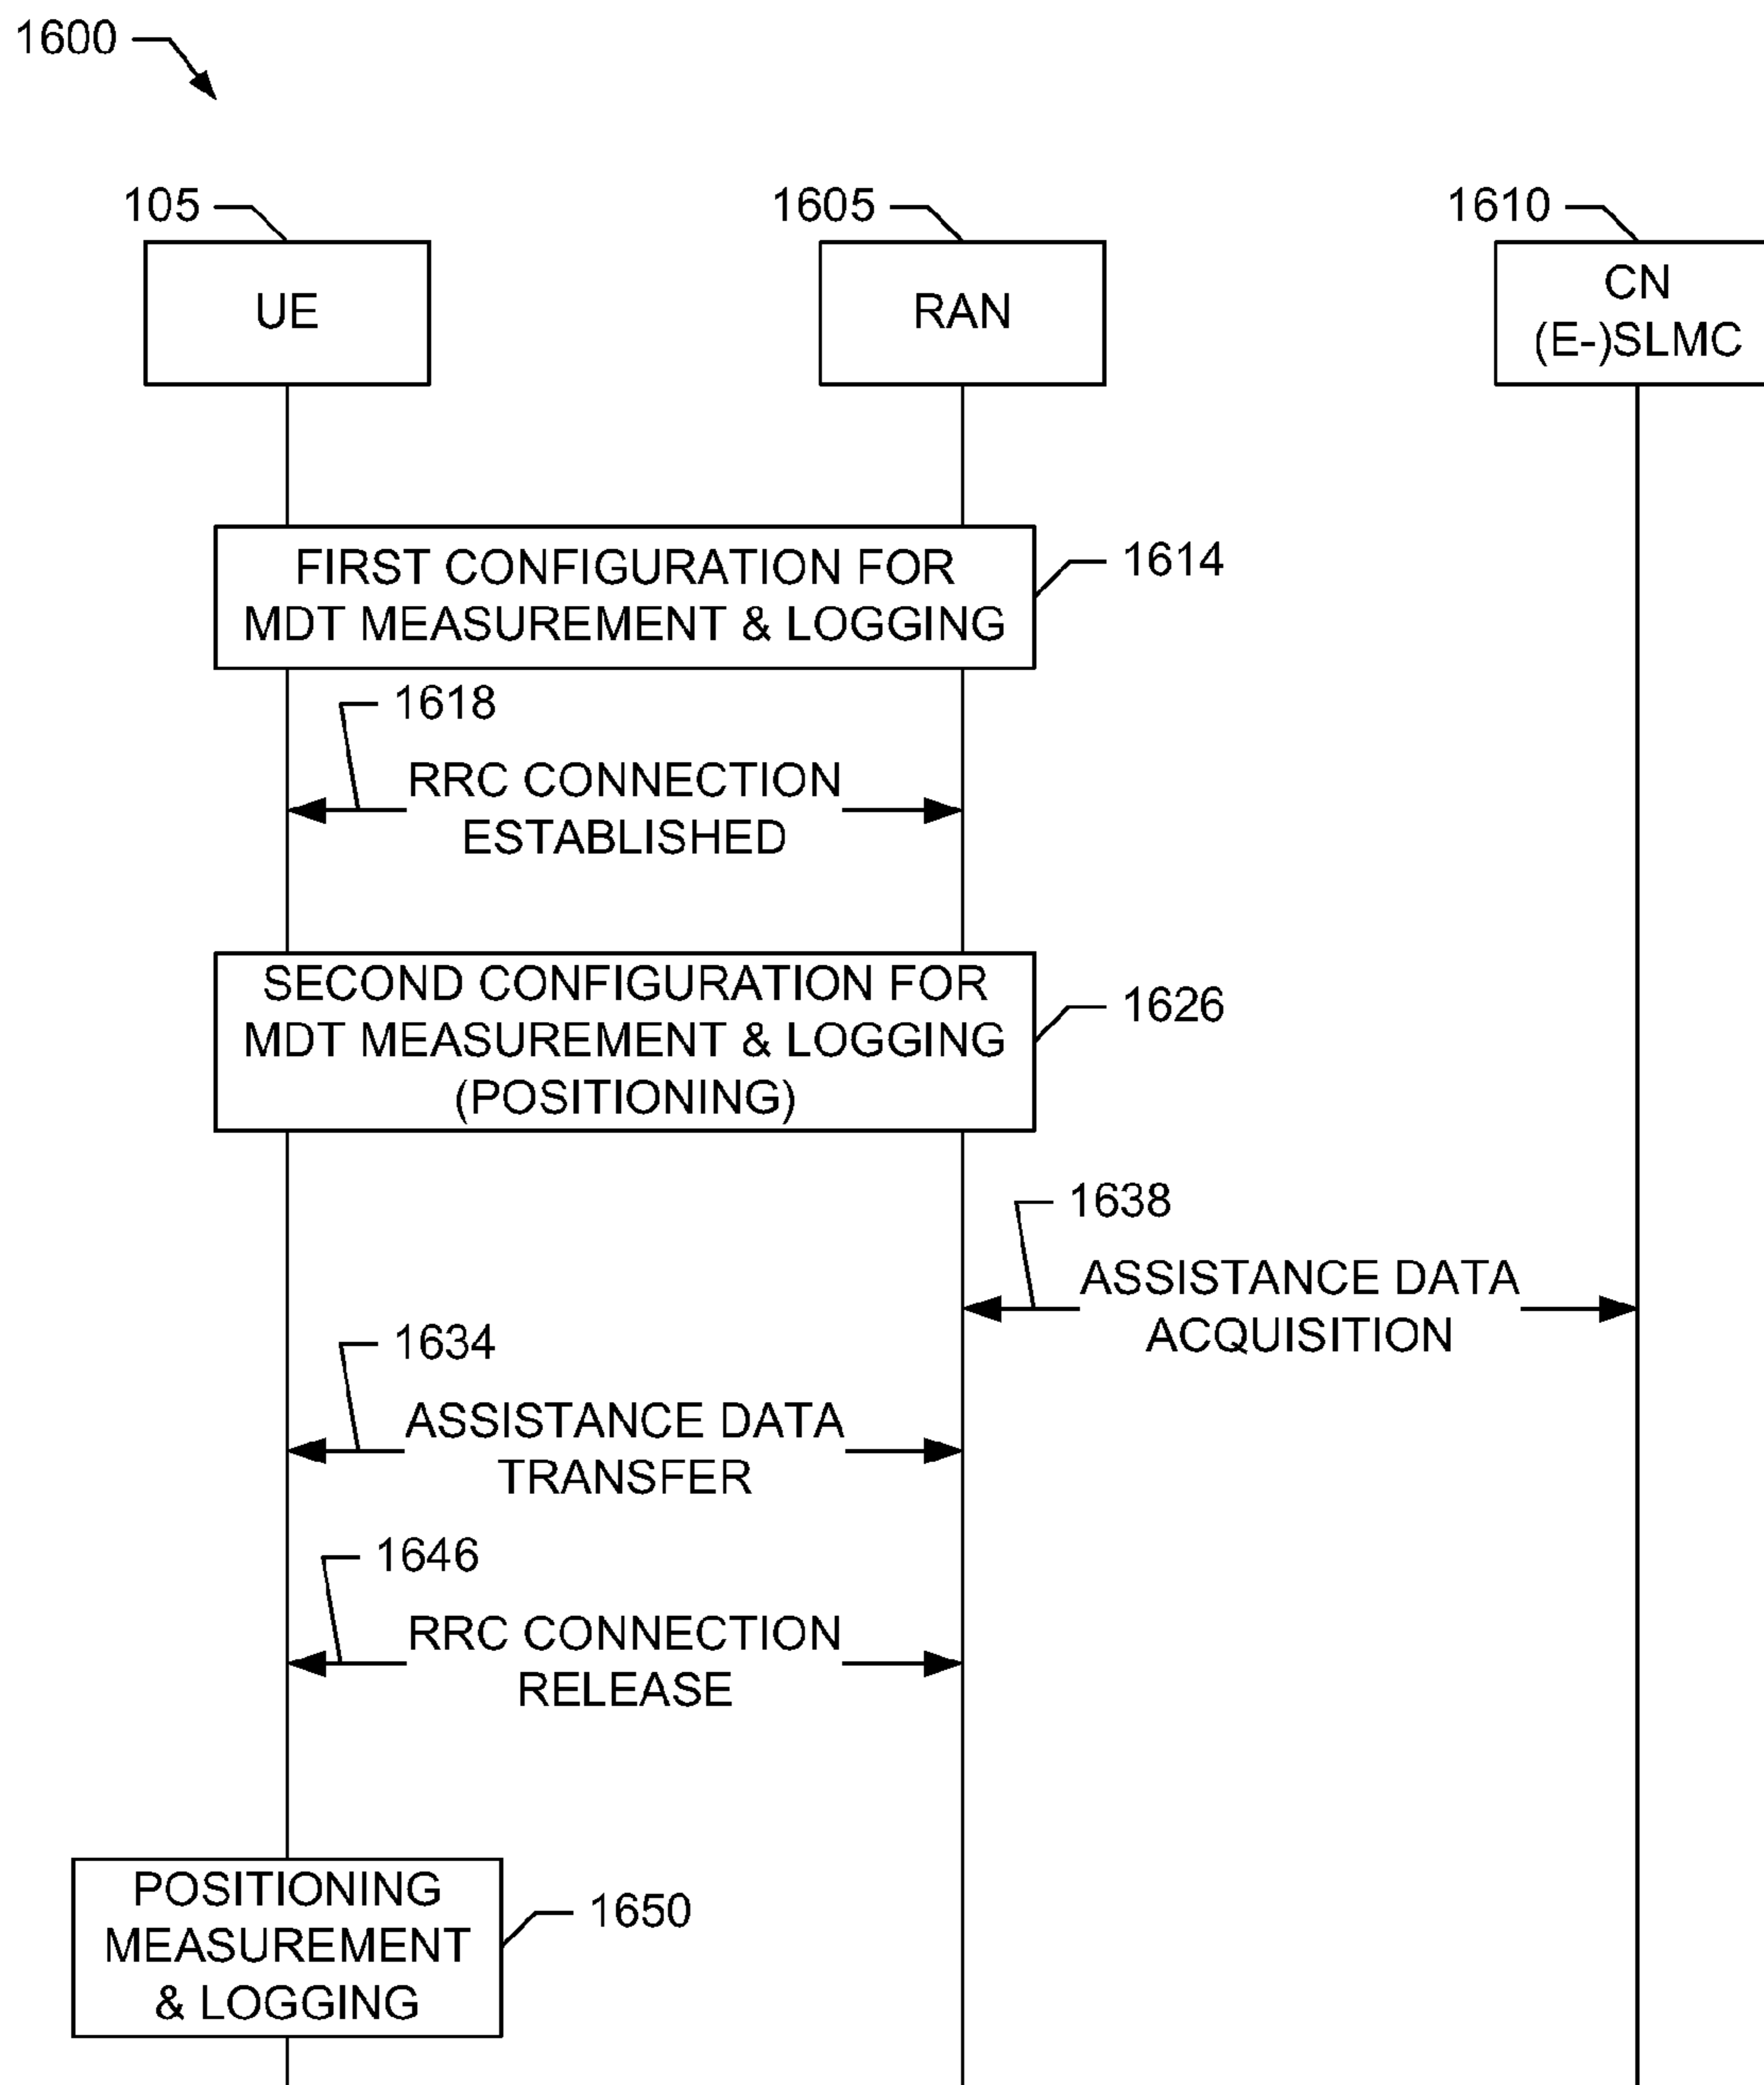 1600
105
1605
1610
UE
RAN
CN
(E-)SLMC
FIRST CONFIGURATION FOR
MDT MEASUREMENT & LOGGING
1614
1618
RRC CONNECTION
ESTABLISHED
SECOND CONFIGURATION FOR
MDT MEASUREMENT & LOGGING
(POSITIONING)
1626
1638
ASSISTANCE DATA
ACQUISITION
1634
ASSISTANCE DATA
TRANSFER
1646
RRC CONNECTION
RELEASE
POSITIONING
MEASUREMENT
& LOGGING
1650